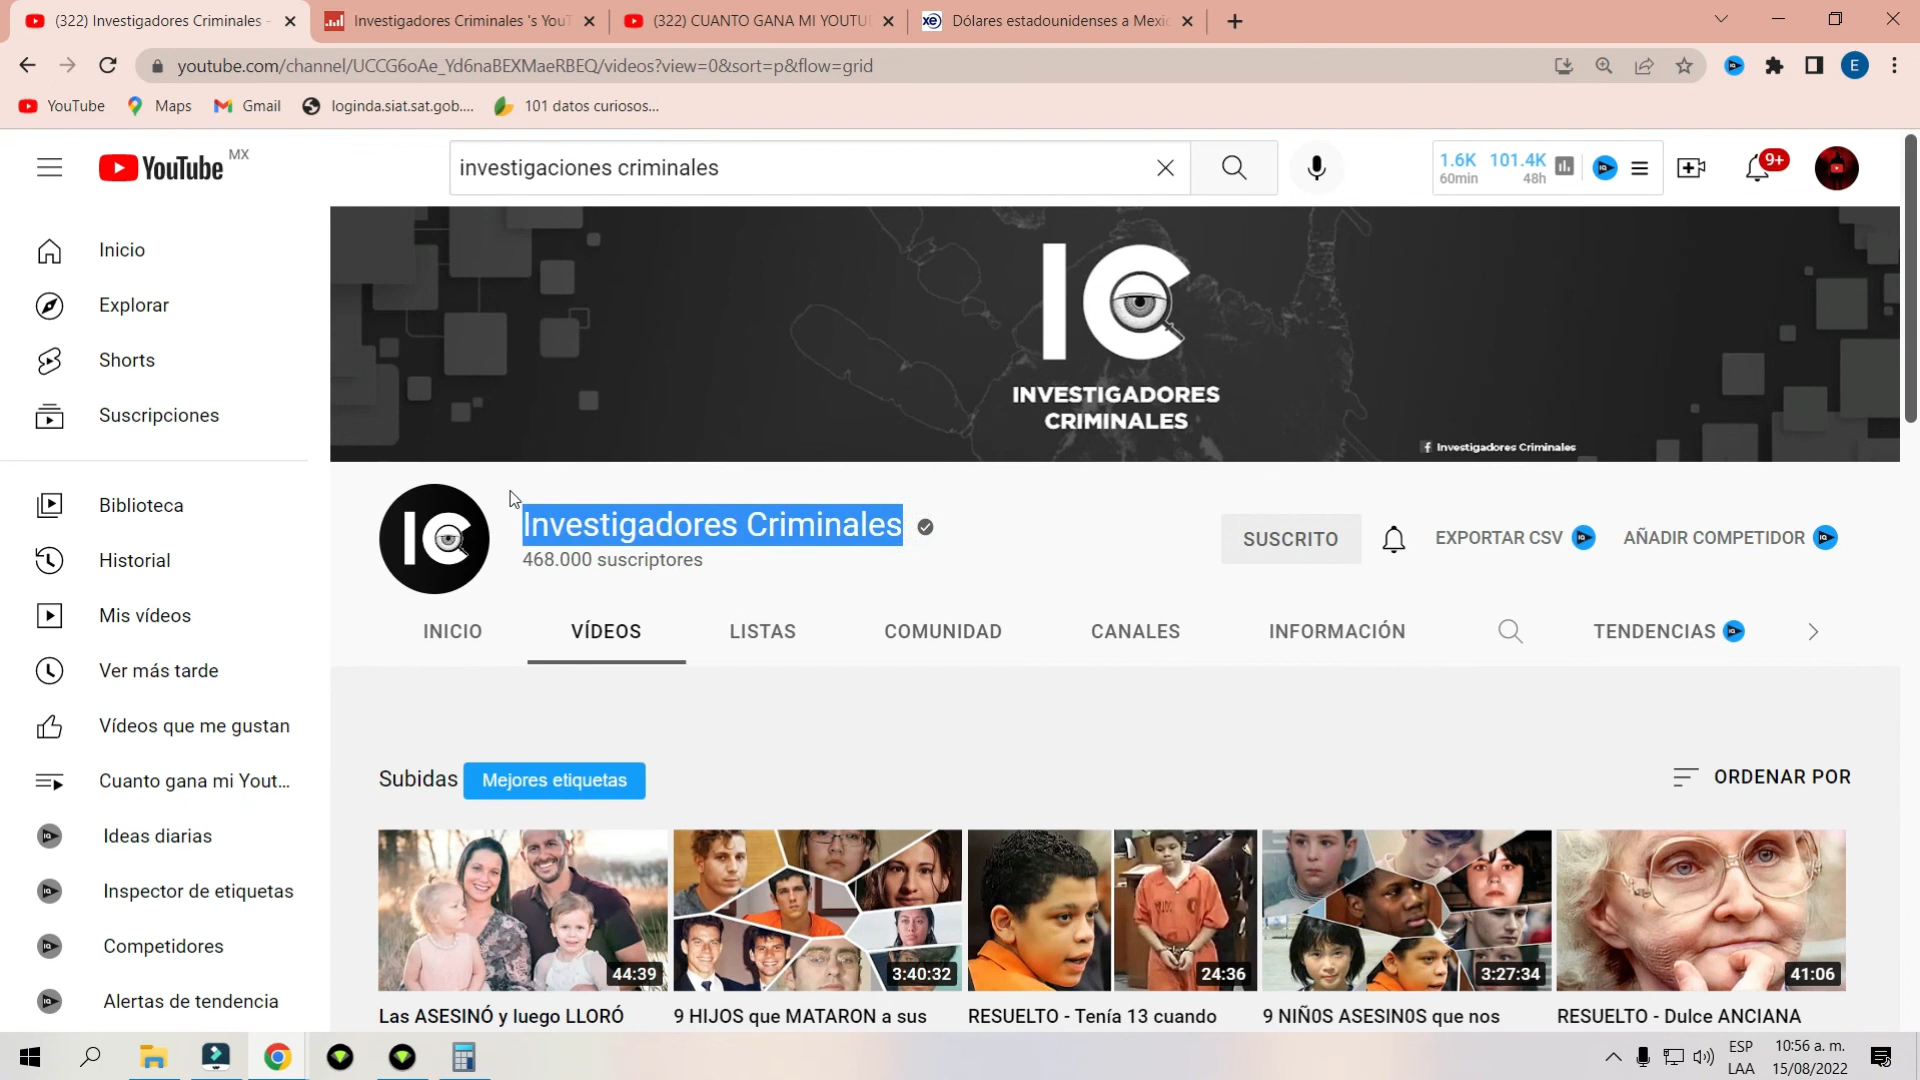 (322) Investigadores Criminales -
Investigadores Criminales 's YouT
(322) CUANTO GANA MI YOUTU
Dólares estadounidenses a Mexic
youtube.com/channel/UCCG6oAe_Yd6naBEXMaeRBEQ/videos?view=0&sort=p&flow=grid
E
YouTube
Maps
Gmail
loginda.siat.sat.gob....
101 datos curiosos...
YouTube MX
investigaciones criminales
1.6K 101.4K
60min 48h
9+
Inicio
Explorar
Shorts
Suscripciones
Biblioteca
Historial
Mis vídeos
Ver más tarde
Vídeos que me gustan
Cuanto gana mi Yout...
Ideas diarias
Inspector de etiquetas
Competidores
Alertas de tendencia
IC
INVESTIGADORES
CRIMINALES
Investigadores Criminales
IC
Investigadores Criminales
468.000 suscriptores
SUSCRITO
EXPORTAR CSV
AÑADIR COMPETIDOR
INICIO
VÍDEOS
LISTAS
COMUNIDAD
CANALES
INFORMACIÓN
TENDENCIAS
Subidas
Mejores etiquetas
ORDENAR POR
44:39
3:40:32
24:36
3:27:34
41:06
Las ASESINÓ y luego LLORÓ
9 HIJOS que MATARON a sus
RESUELTO - Tenía 13 cuando
9 NIÑ0S ASESIN0S que nos
RESUELTO - Dulce ANCIANA
ESP
LAA
10:56 a. m.
15/08/2022